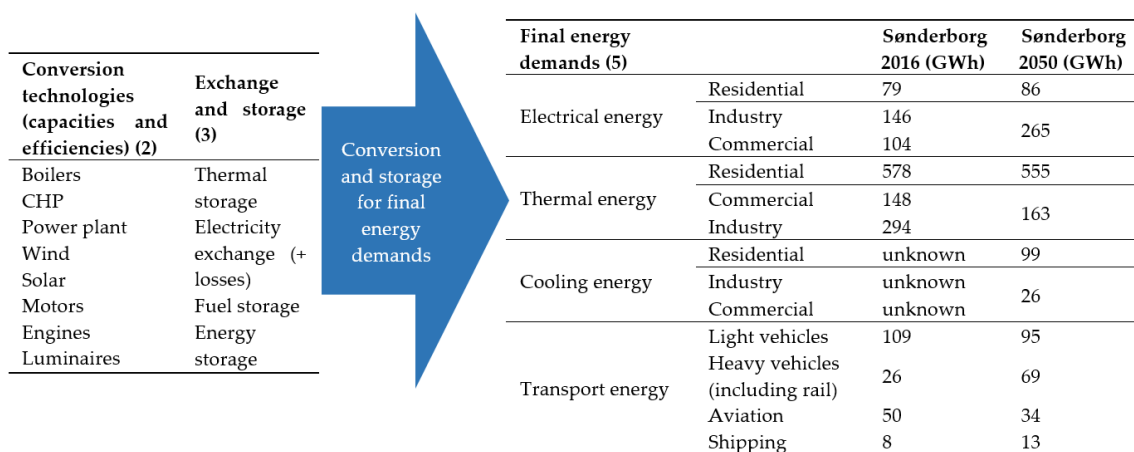 Conversion
technologies
(capacities and
efficiencies) (2)
Exchange
and storage
(3)
Boilers
CHP
Power plant
Wind
Solar
Motors
Engines
Luminaires
Thermal
storage
Electricity
exchange (+
losses)
Fuel storage
Energy
storage
Conversion
and storage
for final
energy
demands
Final energy
demands (5)
Sønderborg
2016 (GWh)
Sønderborg
2050 (GWh)
Electrical energy
Residential 79 86
Industry 146
265
Commercial 104
Thermal energy
Residential 578 555
Commercial 148
163
Industry 294
Cooling energy
Residential unknown 99
Industry unknown
26
Commercial unknown
Transport energy
Light vehicles 109 95
Heavy vehicles
(including rail) 26 69
Aviation 50 34
Shipping 8 13